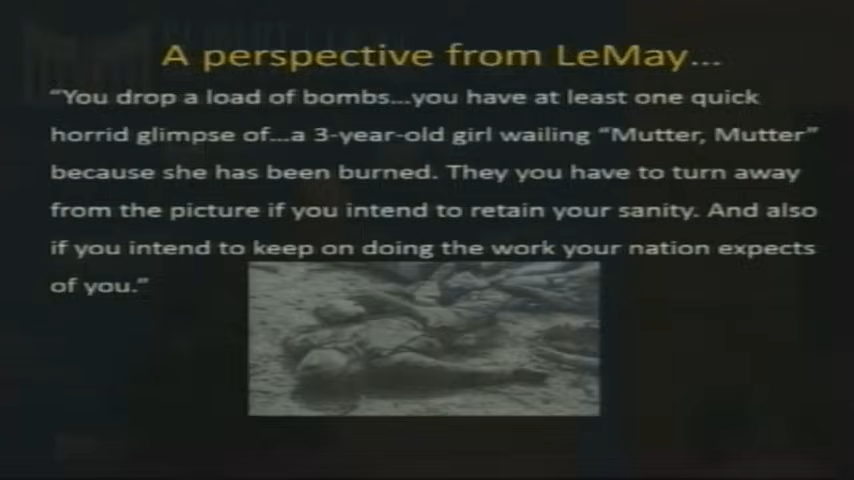 A perspective from LeMay...
“You drop a load of bombs...you have at least one quick
horrid glimpse of...a 3-year-old girl wailing “Mutter, Mutter”
because she has been burned. They you have to turn away
from the picture if you intend to retain your sanity. And also
if you intend to keep on doing the work your nation expects
of you.”